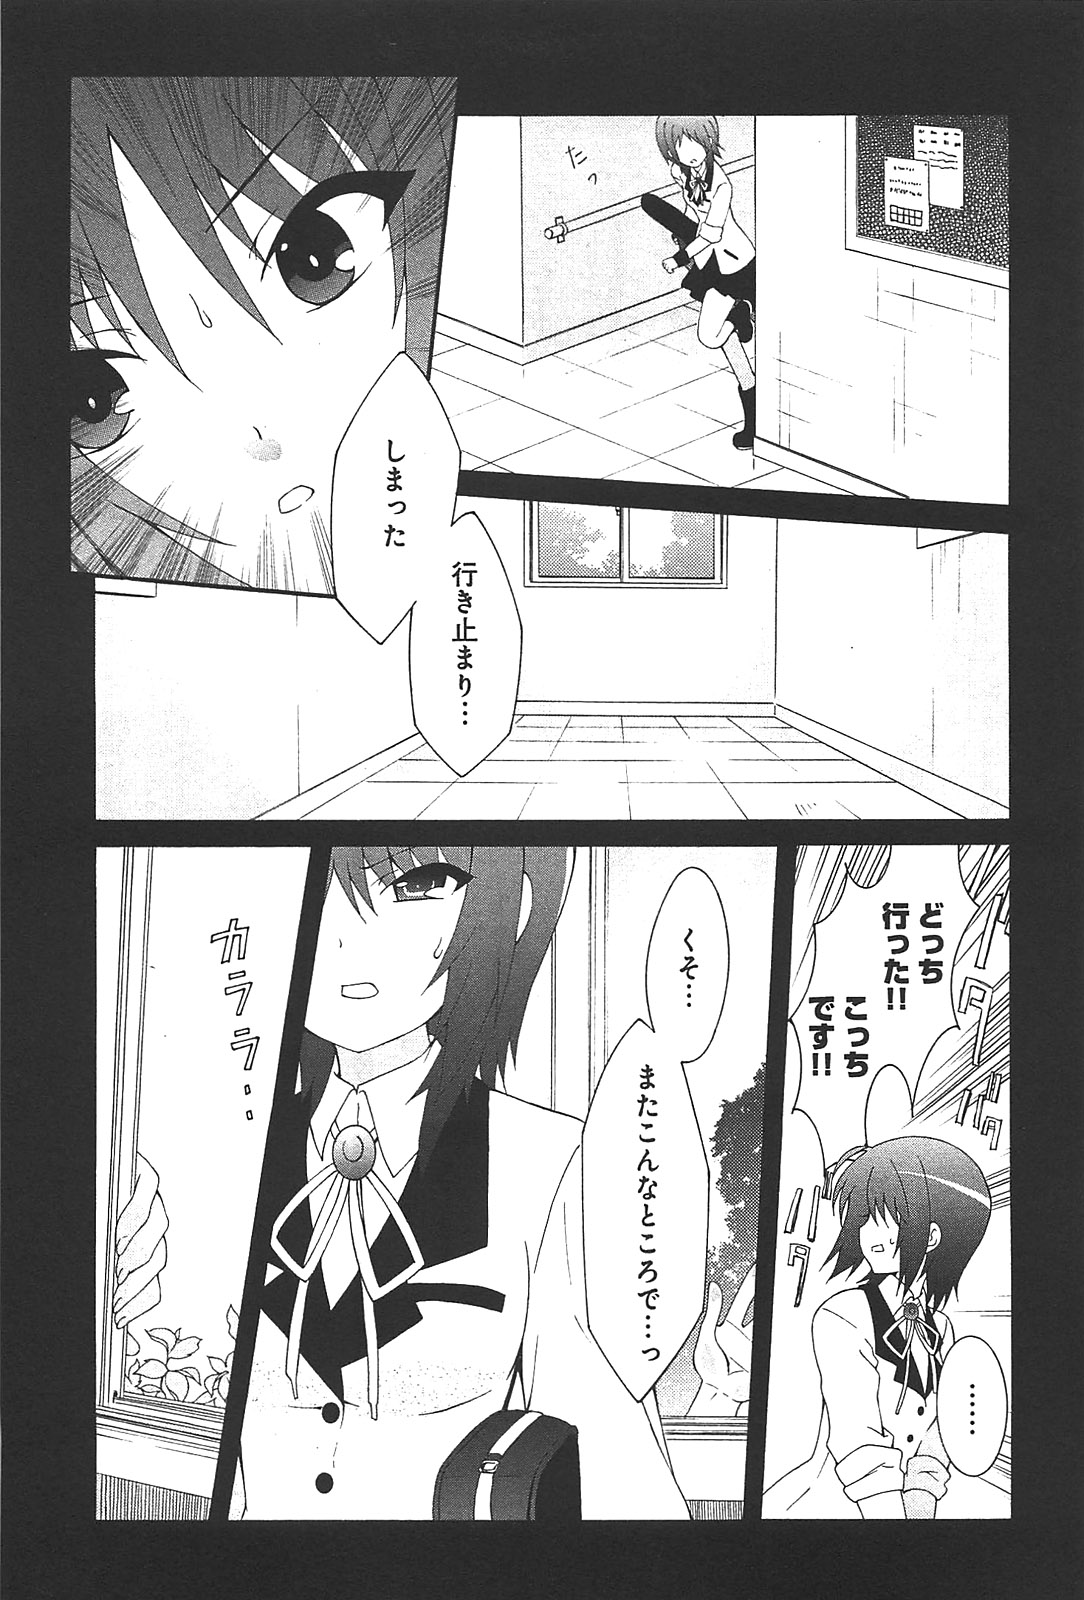 たっ
しまった
行き止まり…
どっち
行った!!
こっち
です!!
ドタ
バタ
バタ
……
くそ…
またこんなところで…っ
カラララ…